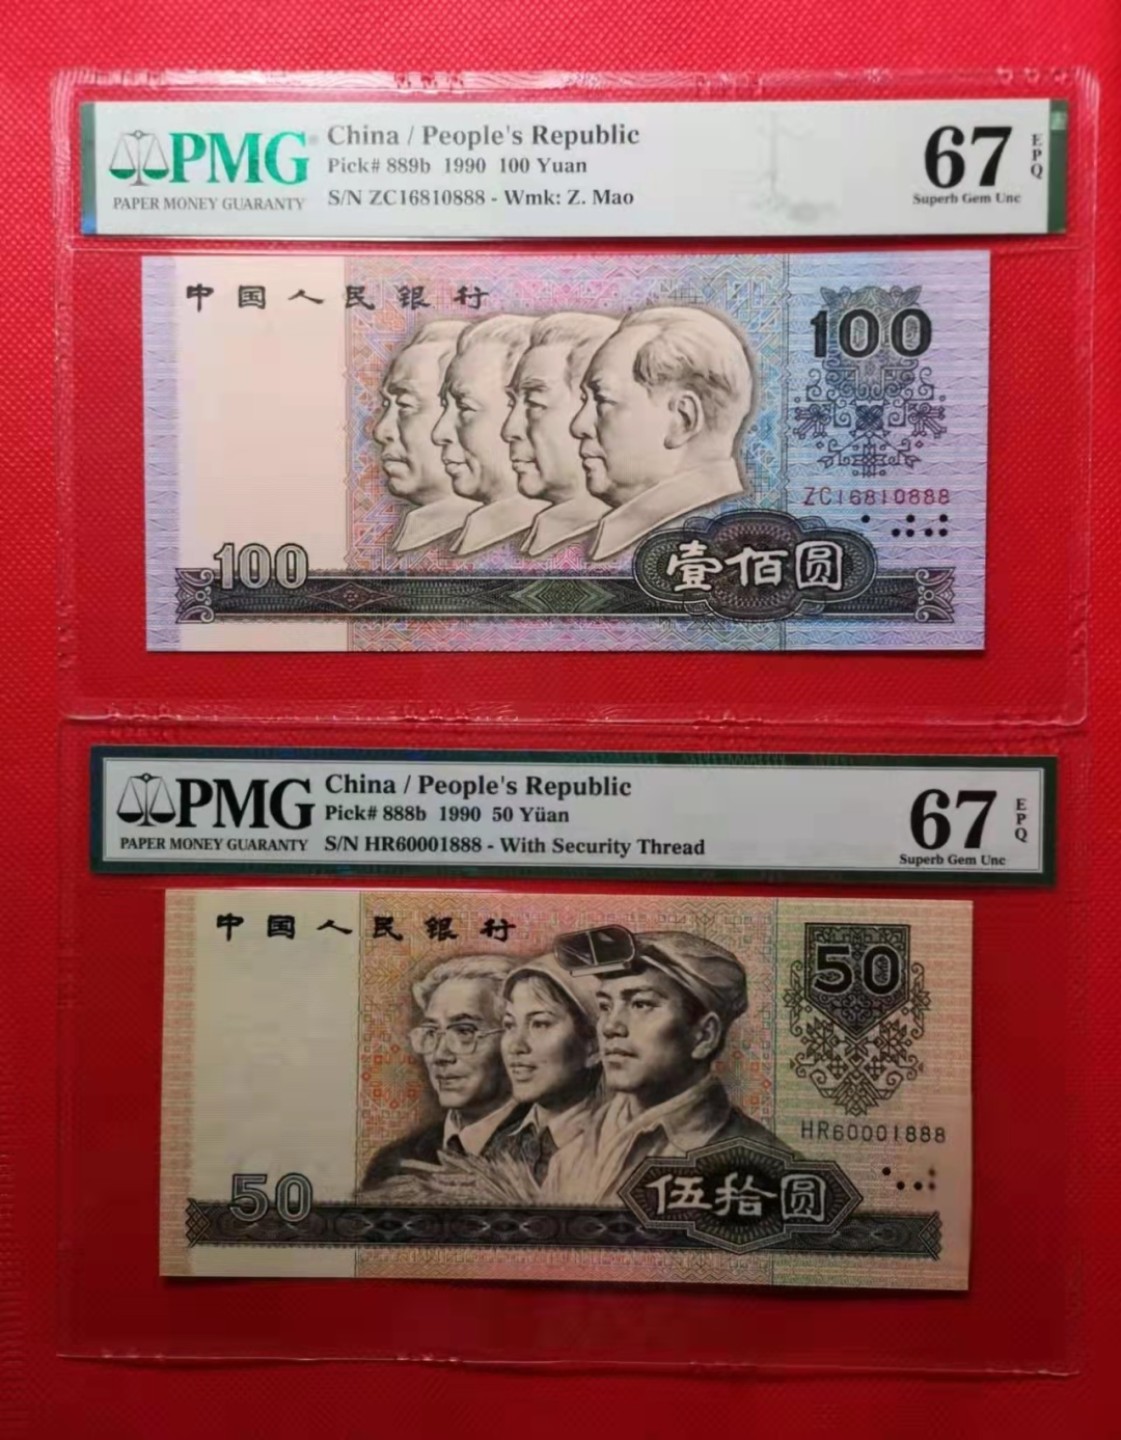 PMG
PAPER MONEY GUARANTY
China / People's Republic
Pick# 889b 1990 100 Yuan
S/N ZC16810888 - Wmk: Z. Mao
67
EPQ
Superb Gem Unc
中国人民银行
100
ZC16810888
100
壹佰圆
PMG
PAPER MONEY GUARANTY
China / People's Republic
Pick# 888b 1990 50 Yüan
S/N HR60001888 - With Security Thread
67
EPQ
Superb Gem Unc
中国人民银行
50
HR60001888
50
伍拾圆